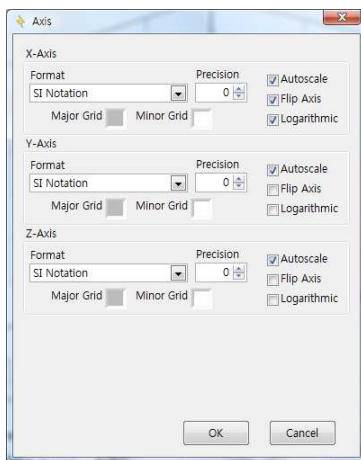 Axis
X-Axis
Format Precision
SI Notation 0
Autoscale
Flip Axis
Major Grid Minor Grid
Logarithmic
Y-Axis
Format Precision
SI Notation 0
Autoscale
Flip Axis
Major Grid Minor Grid
Logarithmic
Z-Axis
Format Precision
SI Notation 0
Autoscale
Flip Axis
Major Grid Minor Grid
Logarithmic
OK Cancel